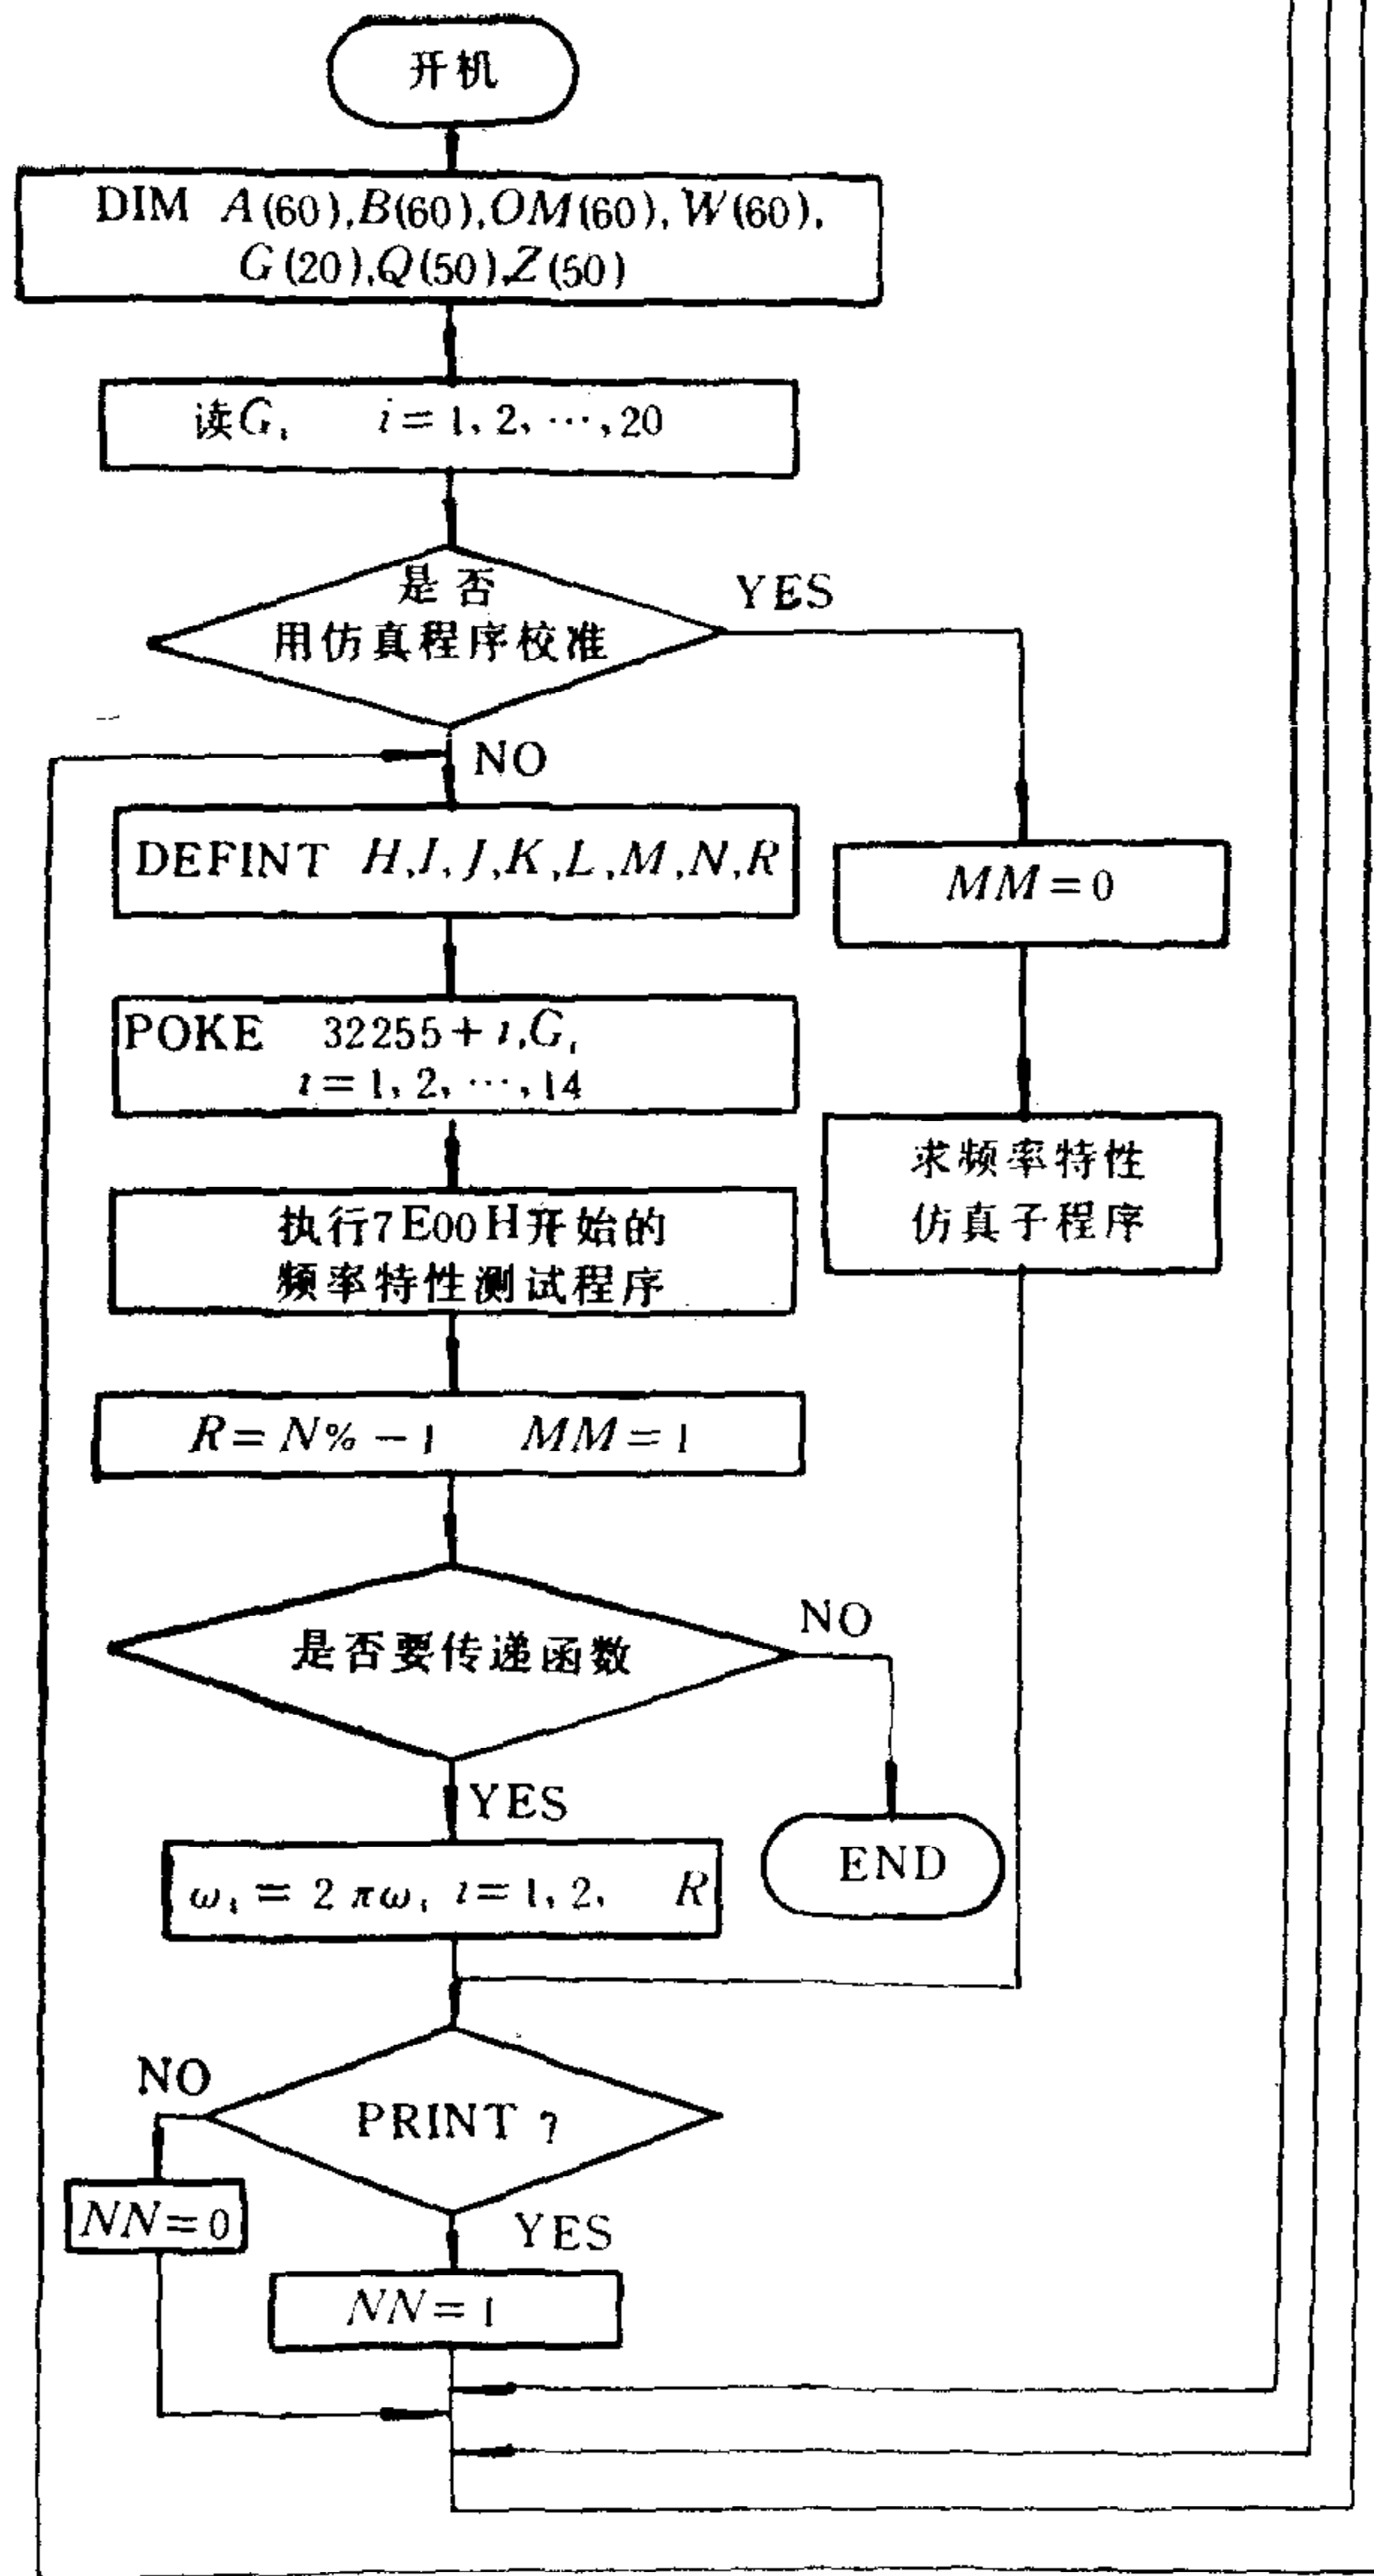 开机
DIM A(60),B(60),OM(60),W(60),
G(20),Q(50),Z(50)
读Gᵢ i=1,2,…,20
是否
用仿真程序校准
YES
NO
DEFINT H,I,J,K,L,M,N,R
MM=0
POKE 32255+i,Gᵢ
i=1,2,…,14
求频率特性
仿真子程序
执行7E00H开始的
频率特性测试程序
R=N%-1 MM=1
是否要传递函数
NO
YES
END
ωᵢ=2πωᵢ i=1,2, R
PRINT?
NO
NN=0
YES
NN=1